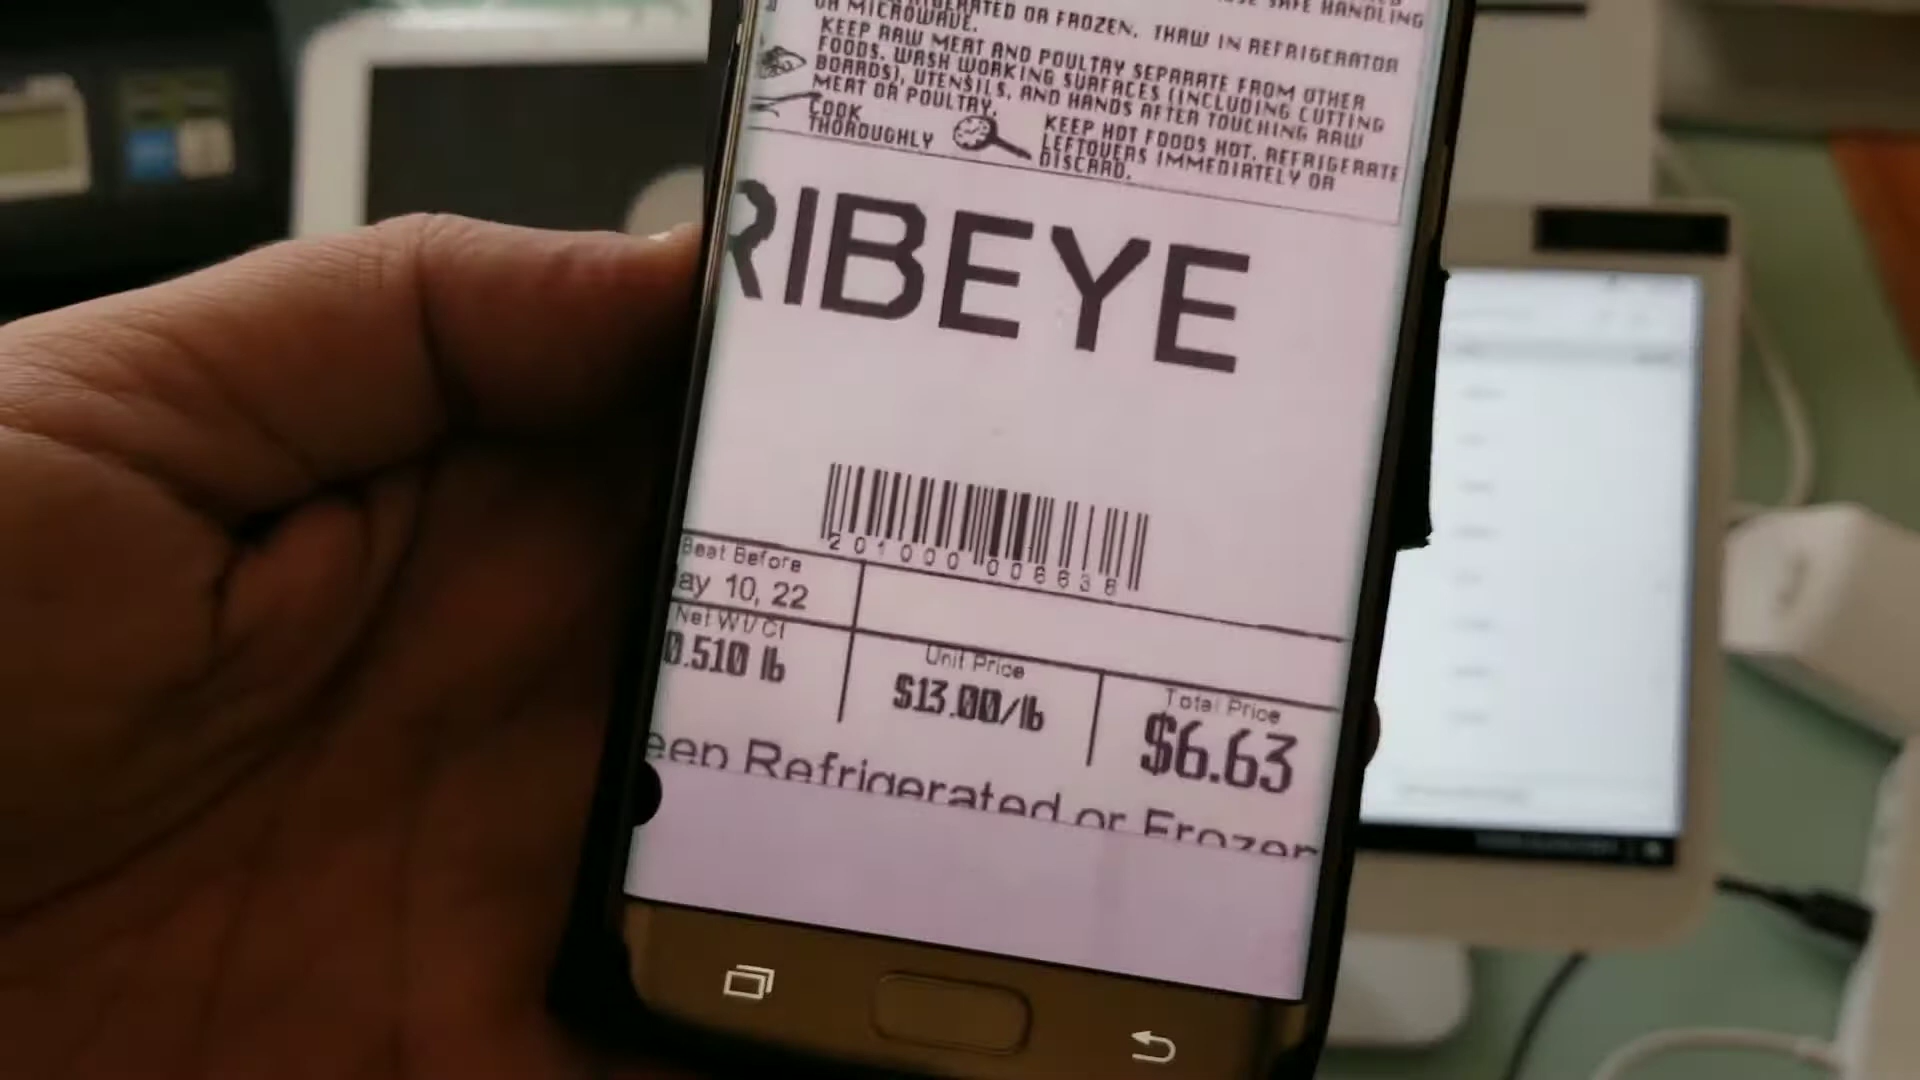 SAFE HANDLING
OR FROZEN. THAW IN REFRIGERATOR
OR MICROWAVE.
KEEP RAW MEAT AND POULTRY SEPARATE FROM OTHER
FOODS. WASH WORKING SURFACES (INCLUDING CUTTING
BOARDS), UTENSILS, AND HANDS AFTER TOUCHING RAW
MEAT OR POULTRY.
COOK
THOROUGHLY
KEEP HOT FOODS HOT. REFRIGERATE
LEFTOVERS IMMEDIATELY OR
DISCARD.
RIBEYE
201000 006638
Best Before
ay 10, 22
Net Wt/Ct
0.510 lb
Unit Price
$13.00/lb
Total Price
$6.63
eep Refrigerated or Frozen